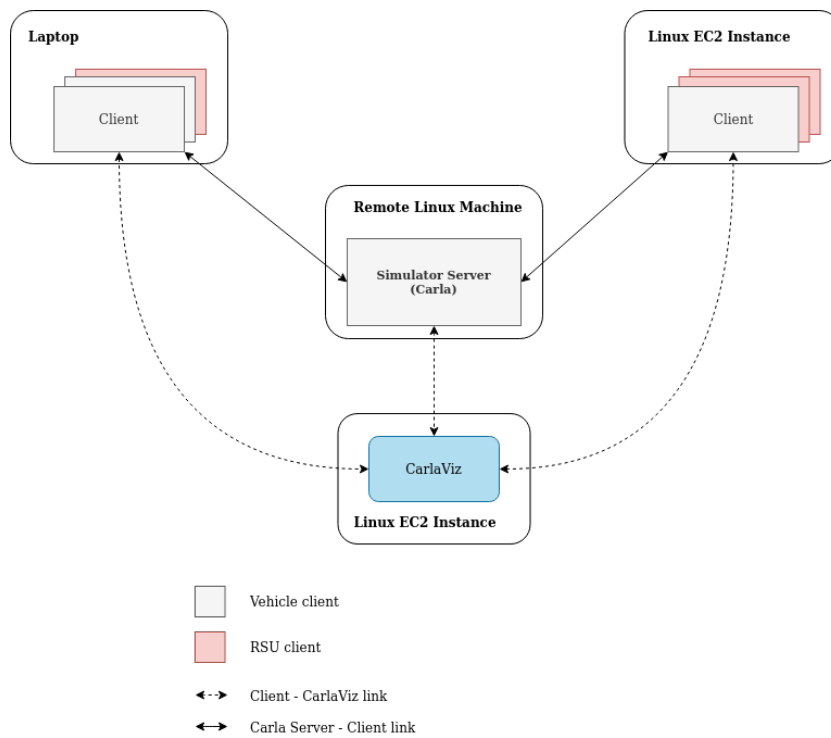 Laptop
Client
Linux EC2 Instance
Client
Remote Linux Machine
Simulator Server
(Carla)
CarlaViz
Linux EC2 Instance
Vehicle client
RSU client
Client - CarlaViz link
Carla Server - Client link